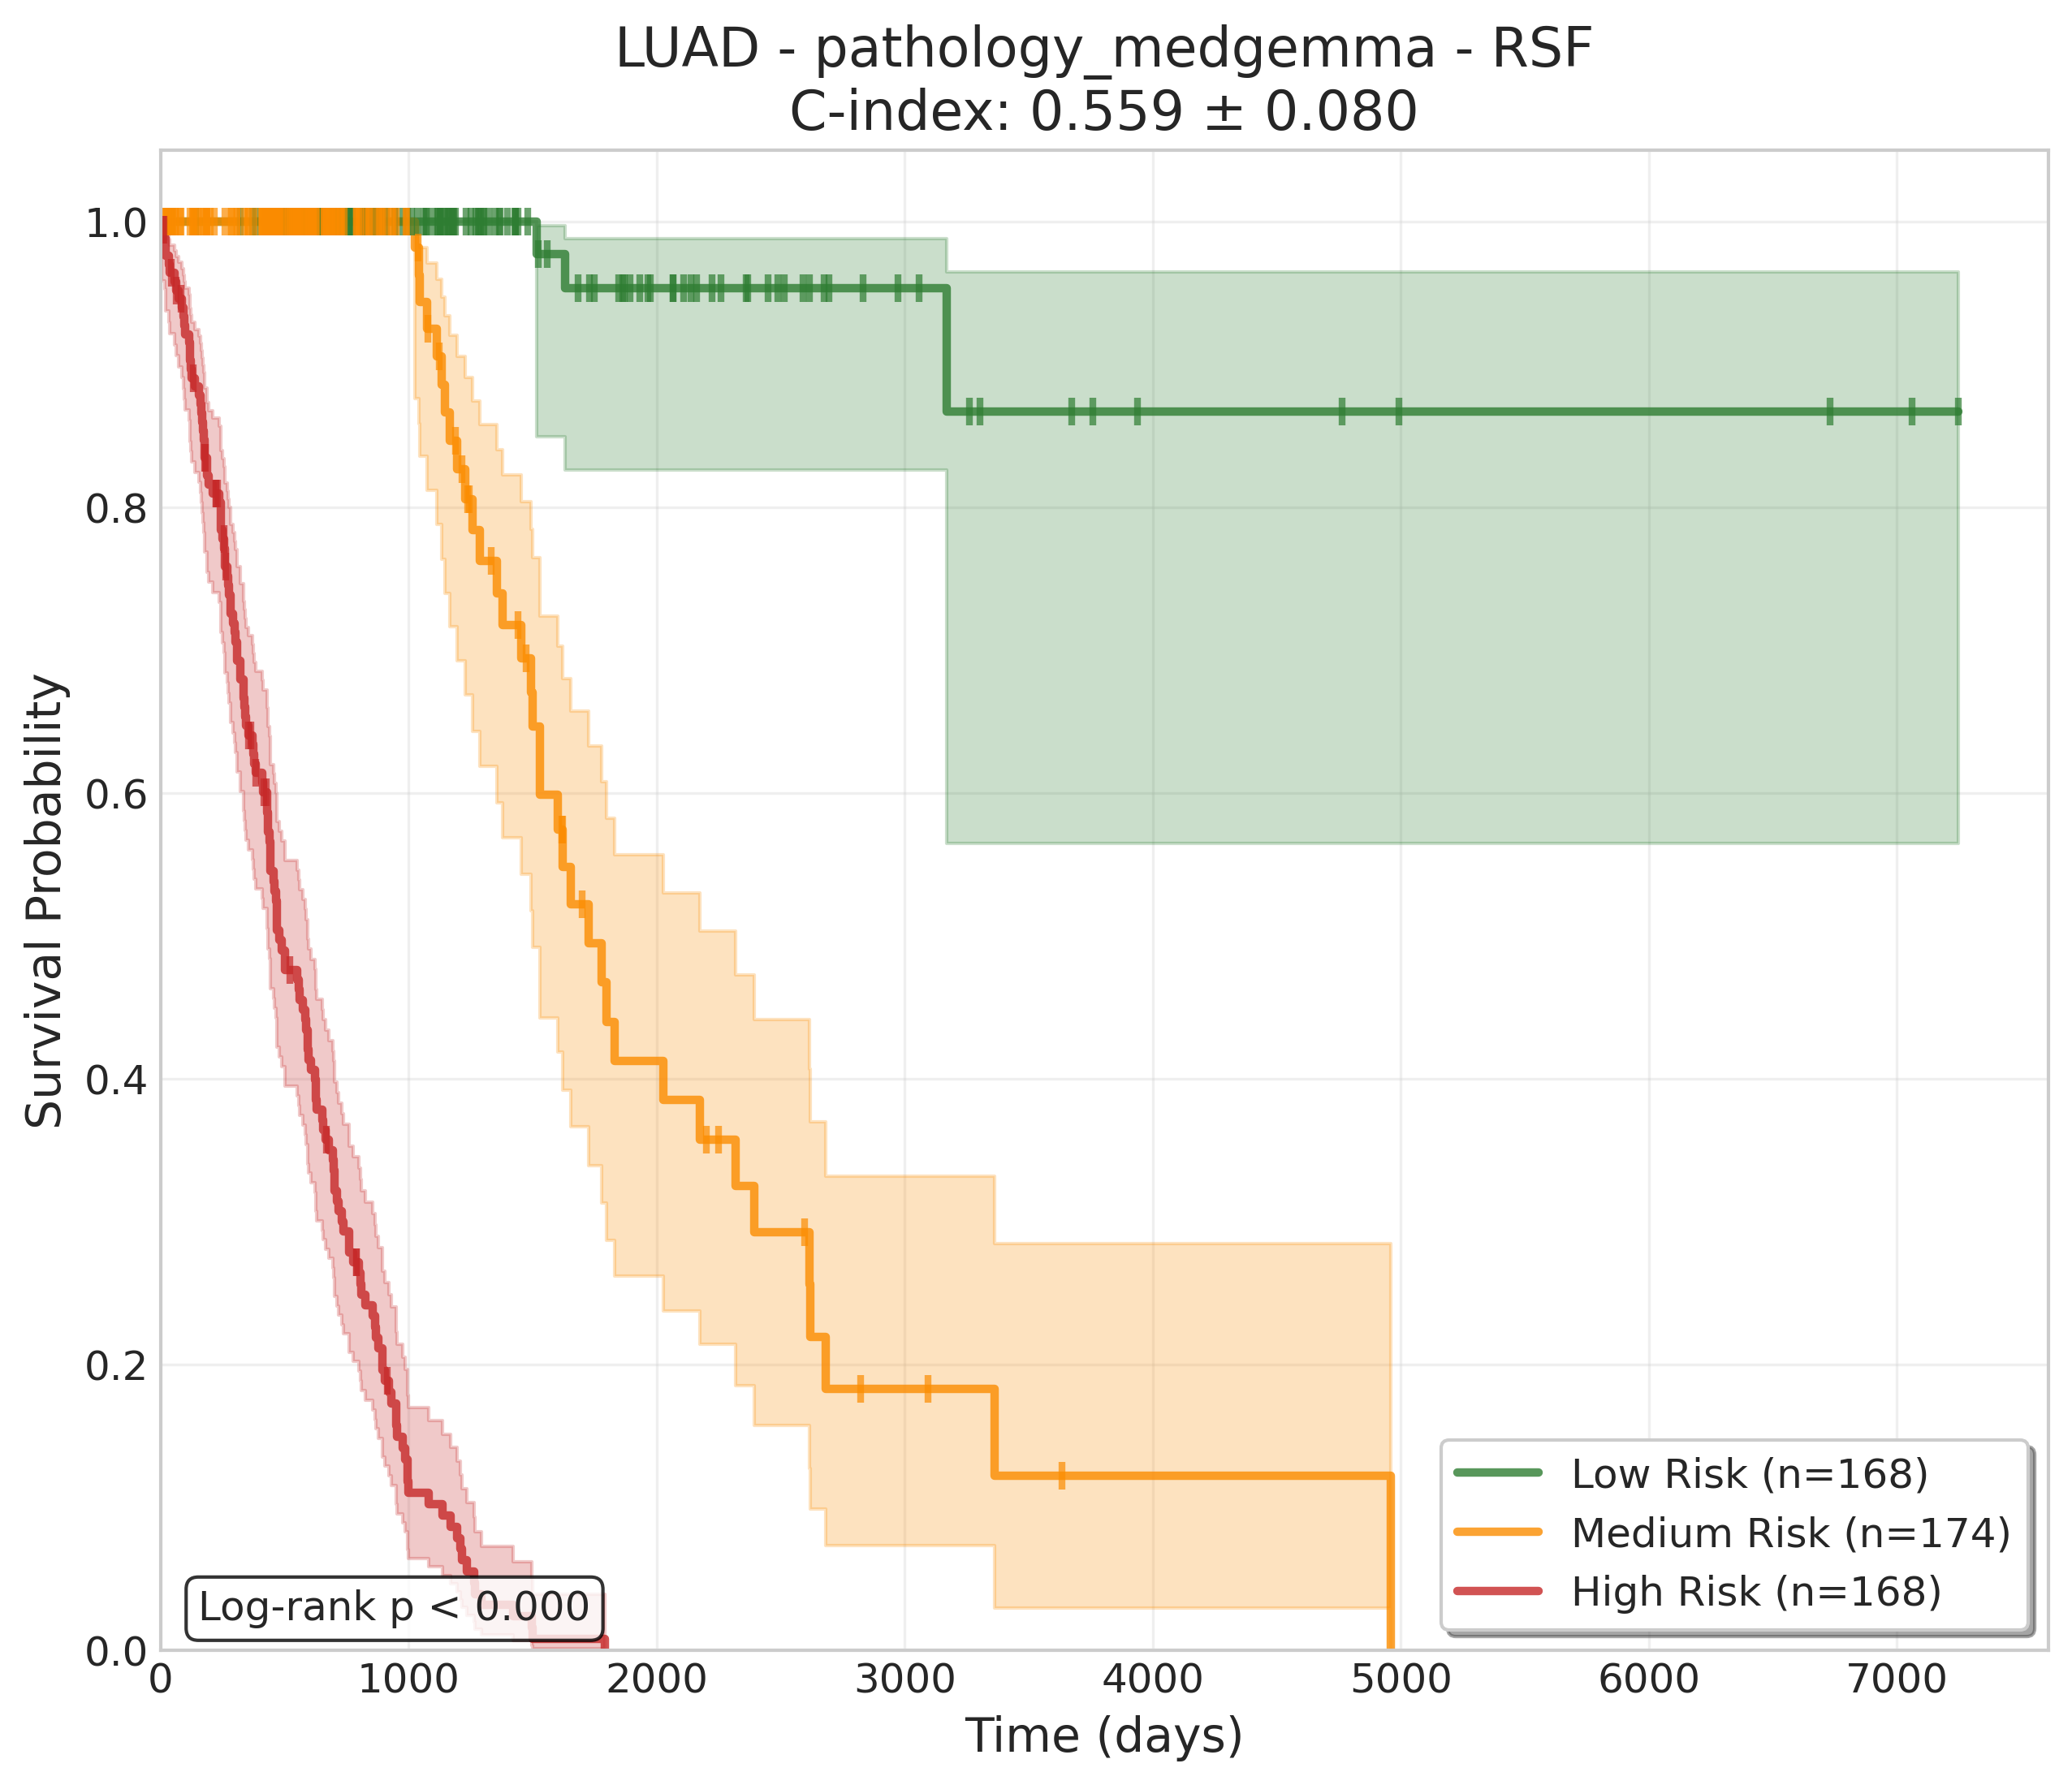 LUAD - pathology_medgemma - RSF
C-index: 0.559 ± 0.080
Survival Probability
1.0
0.8
0.6
0.4
0.2
0.0
Log-rank p < 0.000
Low Risk (n=168)
Medium Risk (n=174)
High Risk (n=168)
0 1000 2000 3000 4000 5000 6000 7000
Time (days)